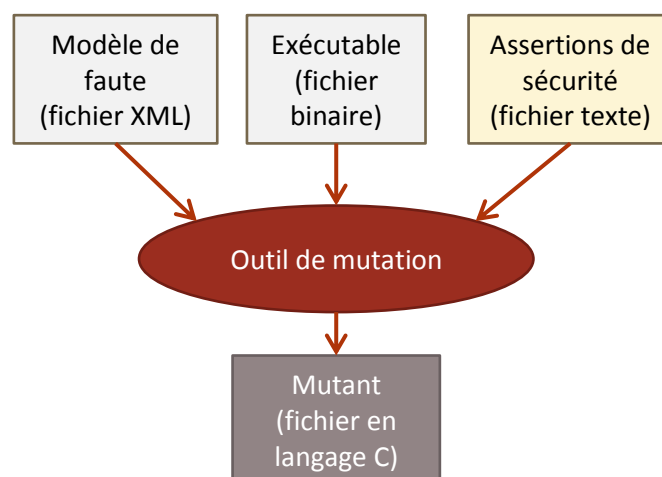 Modèle de
faute
(fichier XML)
Exécutable
(fichier
binaire)
Assertions de
sécurité
(fichier texte)
Outil de mutation
Mutant
(fichier en
langage C)